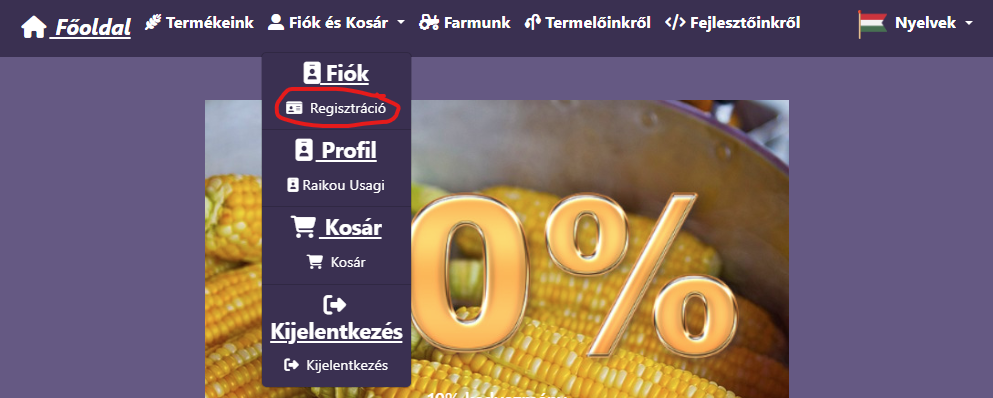 Főoldal Termékeink Fiók és Kosár Farmunk Termelőinkről Fejlesztőinkről Nyelvek
Fiók
Regisztráció
Profil
Raikou Usagi
Kosár
Kosár
Kijelentkezés
Kijelentkezés
0%